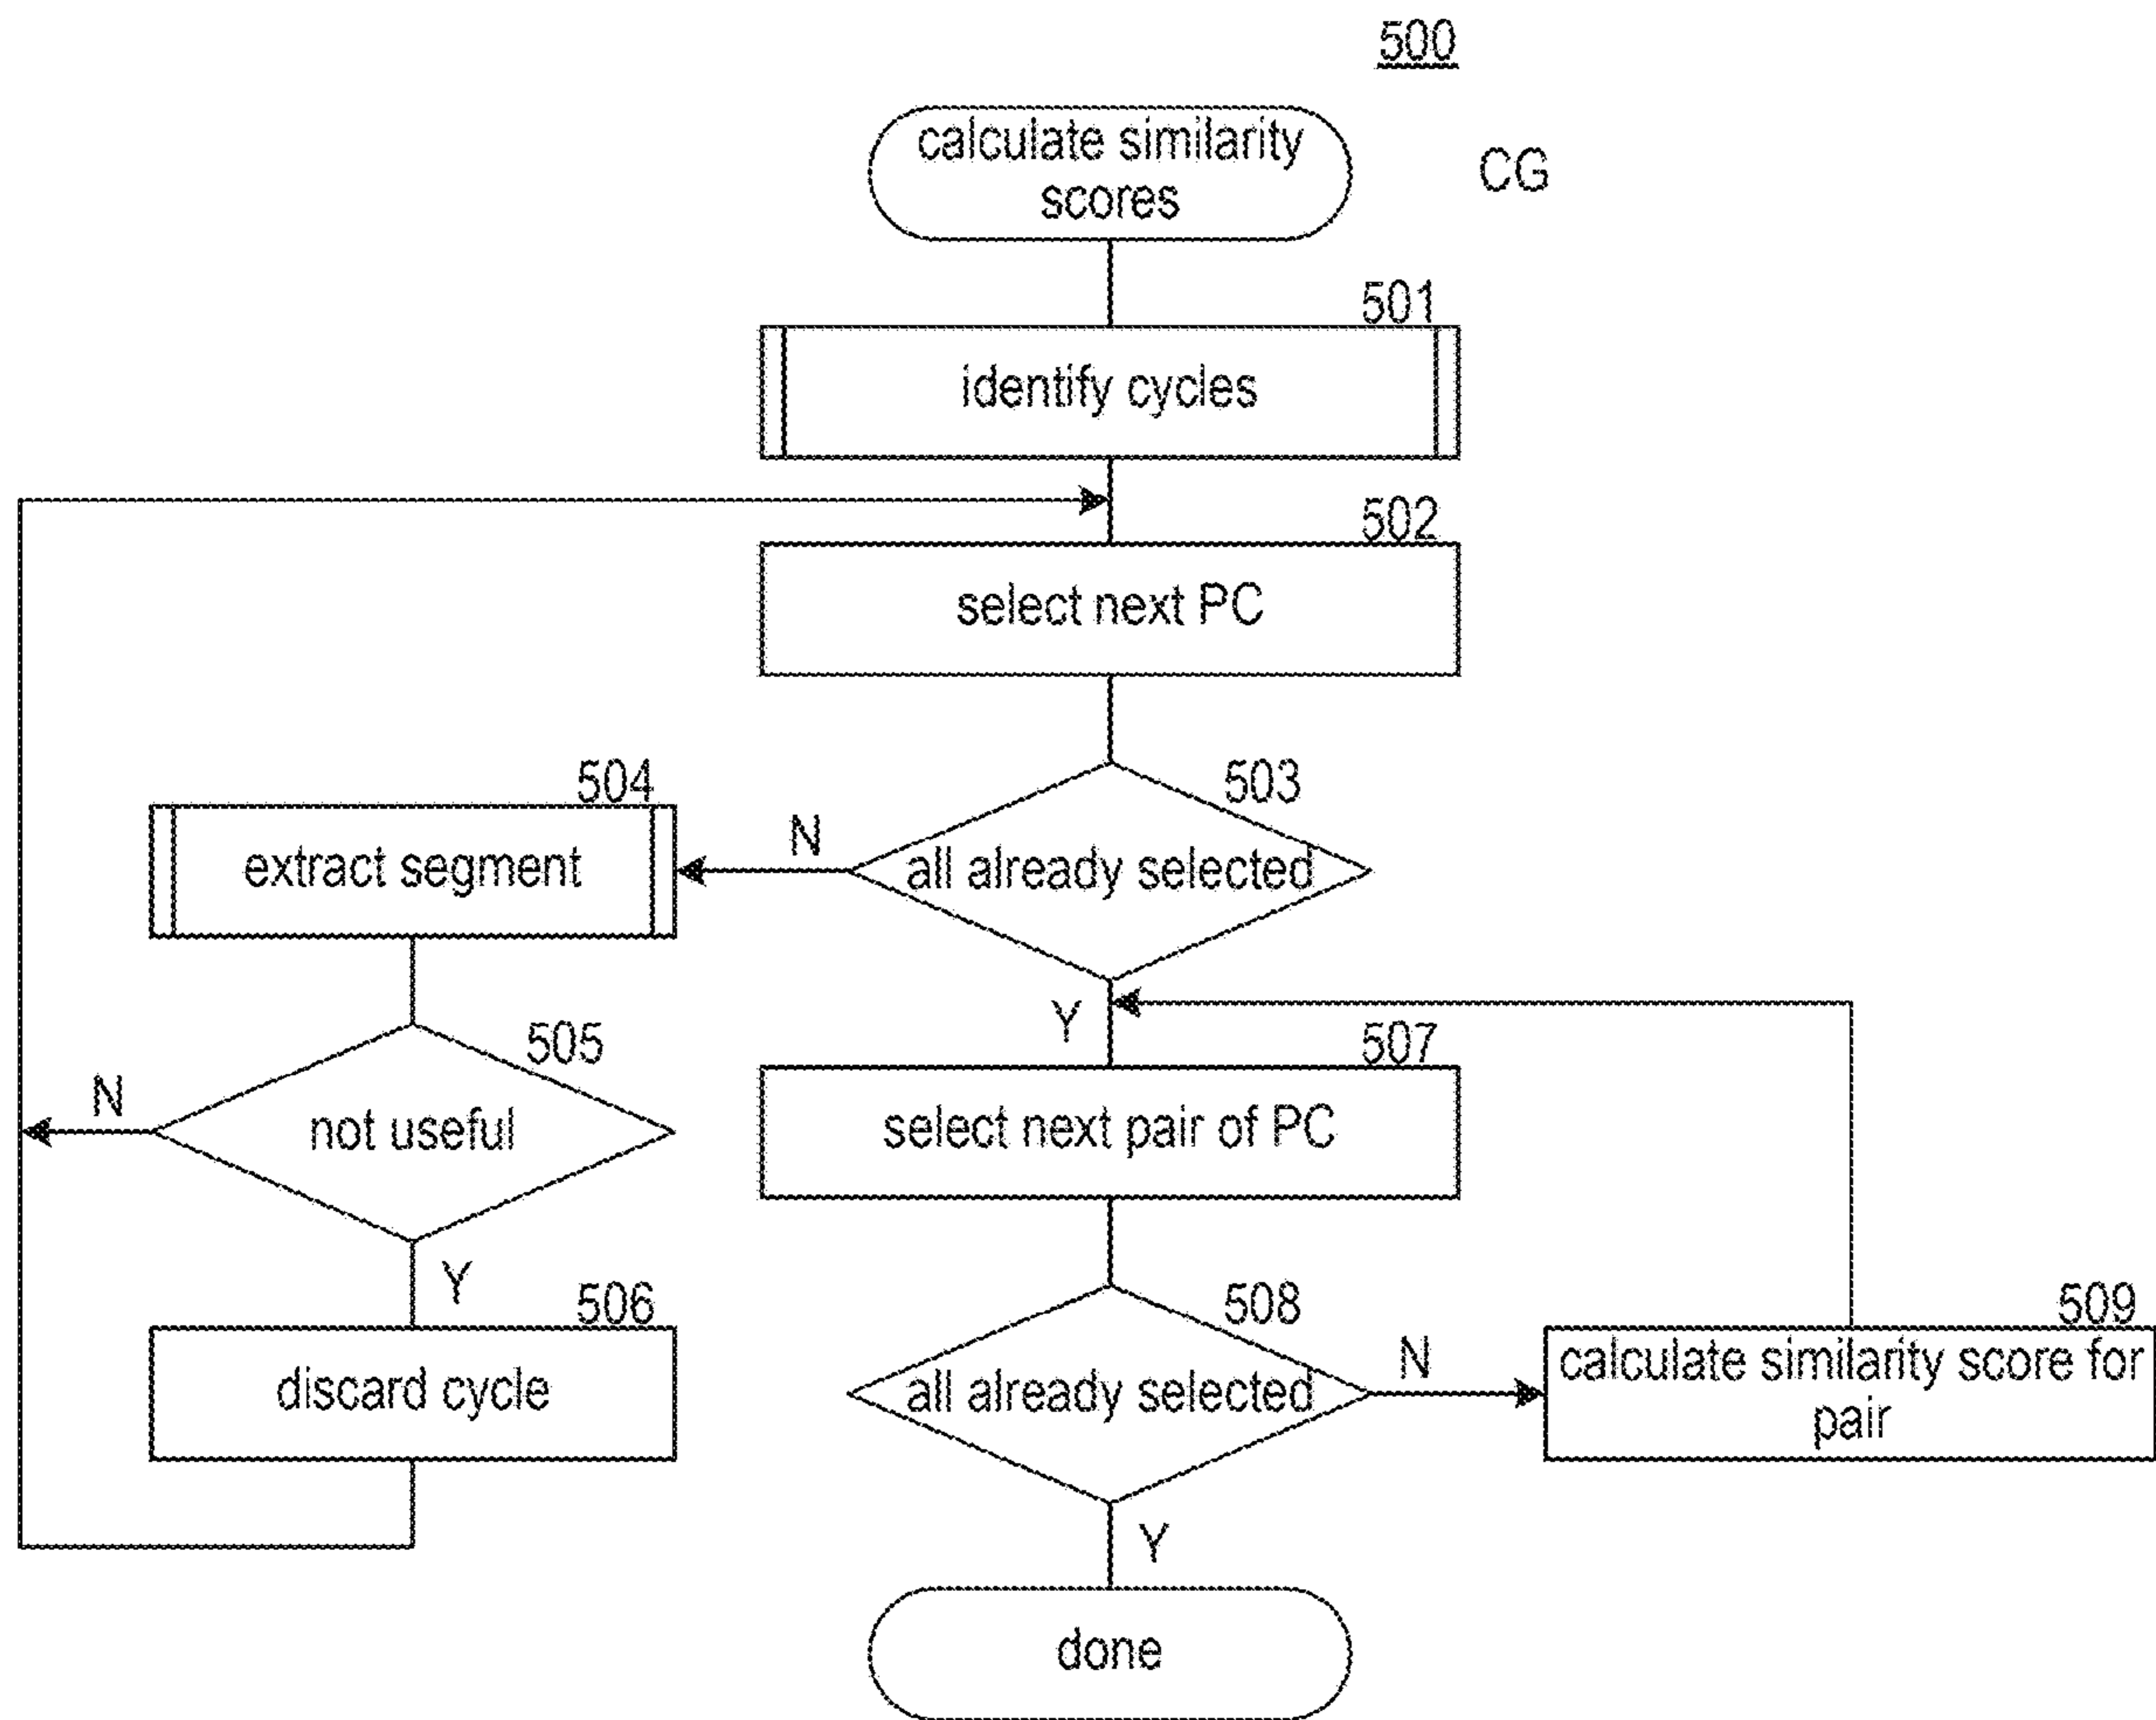 500
calculate similarity
scores
CG
501
identify cycles
502
select next PC
503
all already selected
N
Y
504
extract segment
505
not useful
N
Y
506
discard cycle
507
select next pair of PC
508
all already selected
N
Y
509
calculate similarity score for
pair
done